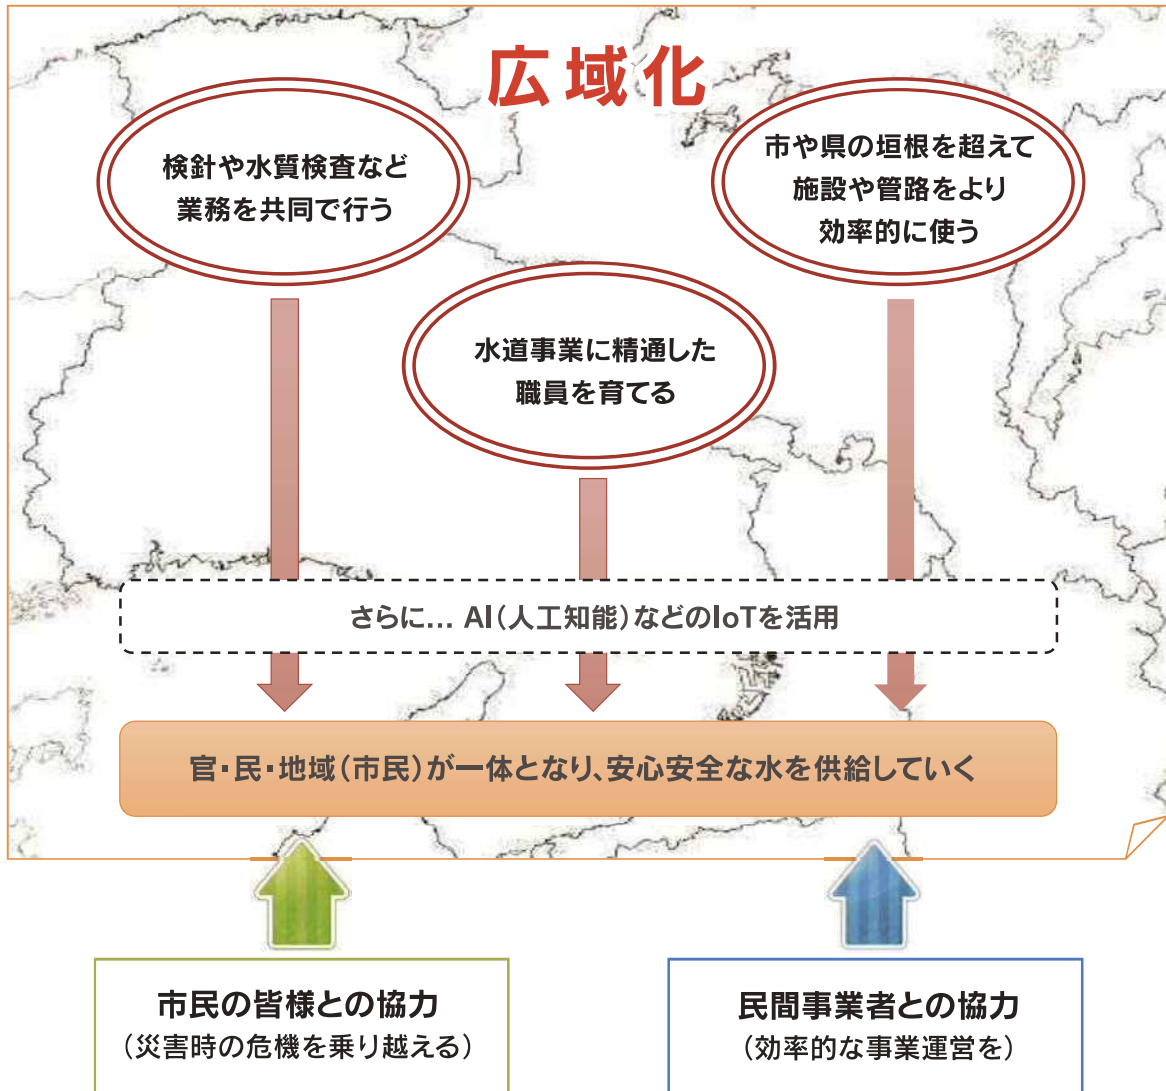 広域化
検針や水質検査など
業務を共同で行う
市や県の垣根を超えて
施設や管路をより
効率的に使う
水道事業に精通した
職員を育てる
さらに… AI（人工知能）などのIoTを活用
官・民・地域（市民）が一体となり、安心安全な水を供給していく
市民の皆様との協力
（災害時の危機を乗り越える）
民間事業者との協力
（効率的な事業運営を）